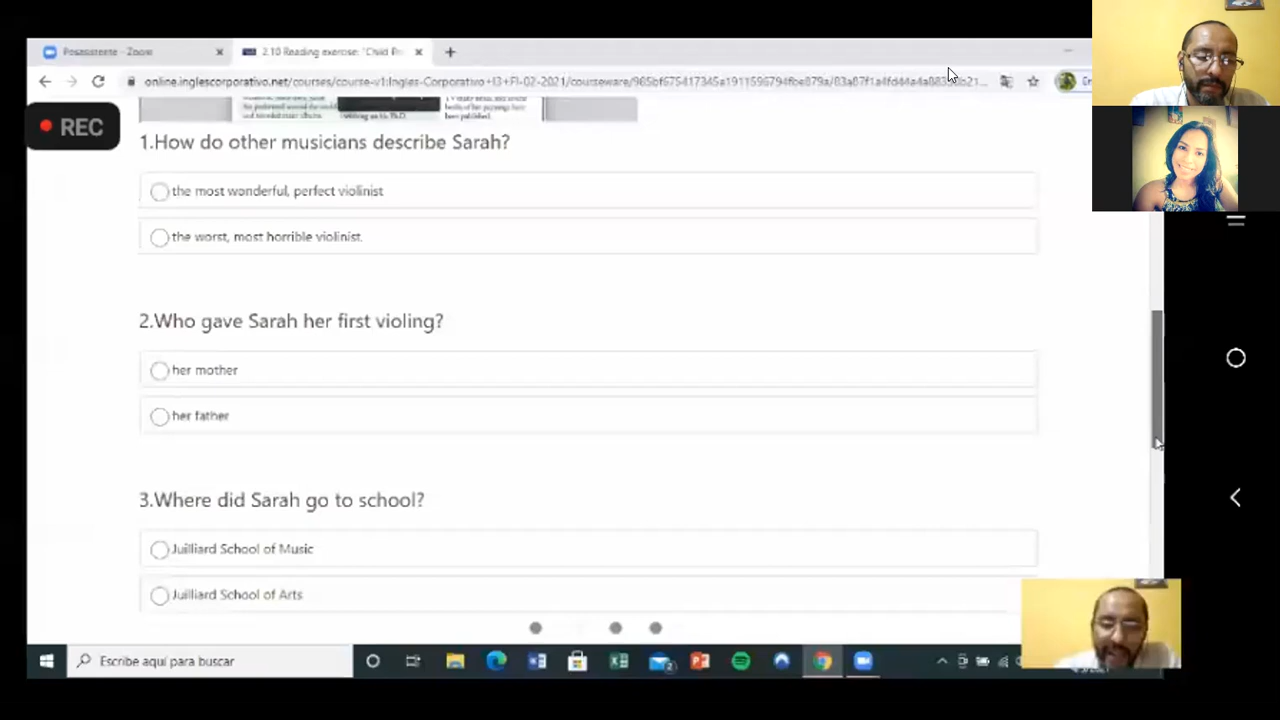 Posasistente - Zoom
2.10 Reading exercise: "Child Pr
REC
1.How do other musicians describe Sarah?
the most wonderful, perfect violinist
the worst, most horrible violinist.
2.Who gave Sarah her first violing?
her mother
her father
3.Where did Sarah go to school?
Juilliard School of Music
Juilliard School of Arts
Escribe aquí para buscar